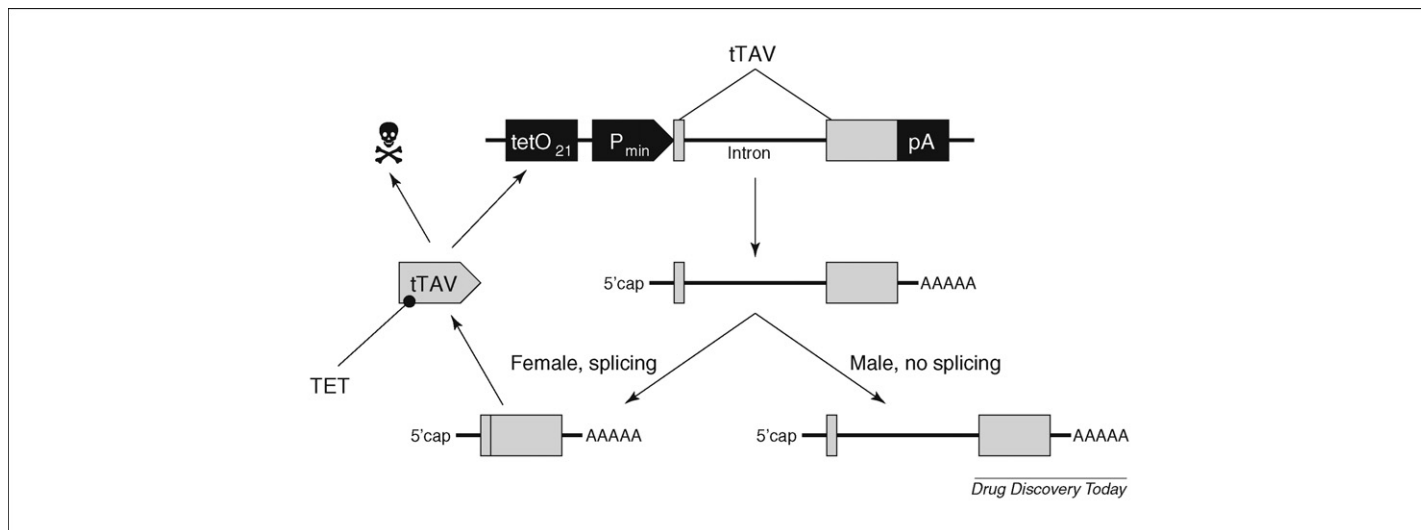 tTAV
tetO21
Pmin
Intron
pA
tTAV
5'cap
AAAAA
Female, splicing
Male, no splicing
TET
5'cap
AAAAA
5'cap
AAAAA
Drug Discovery Today